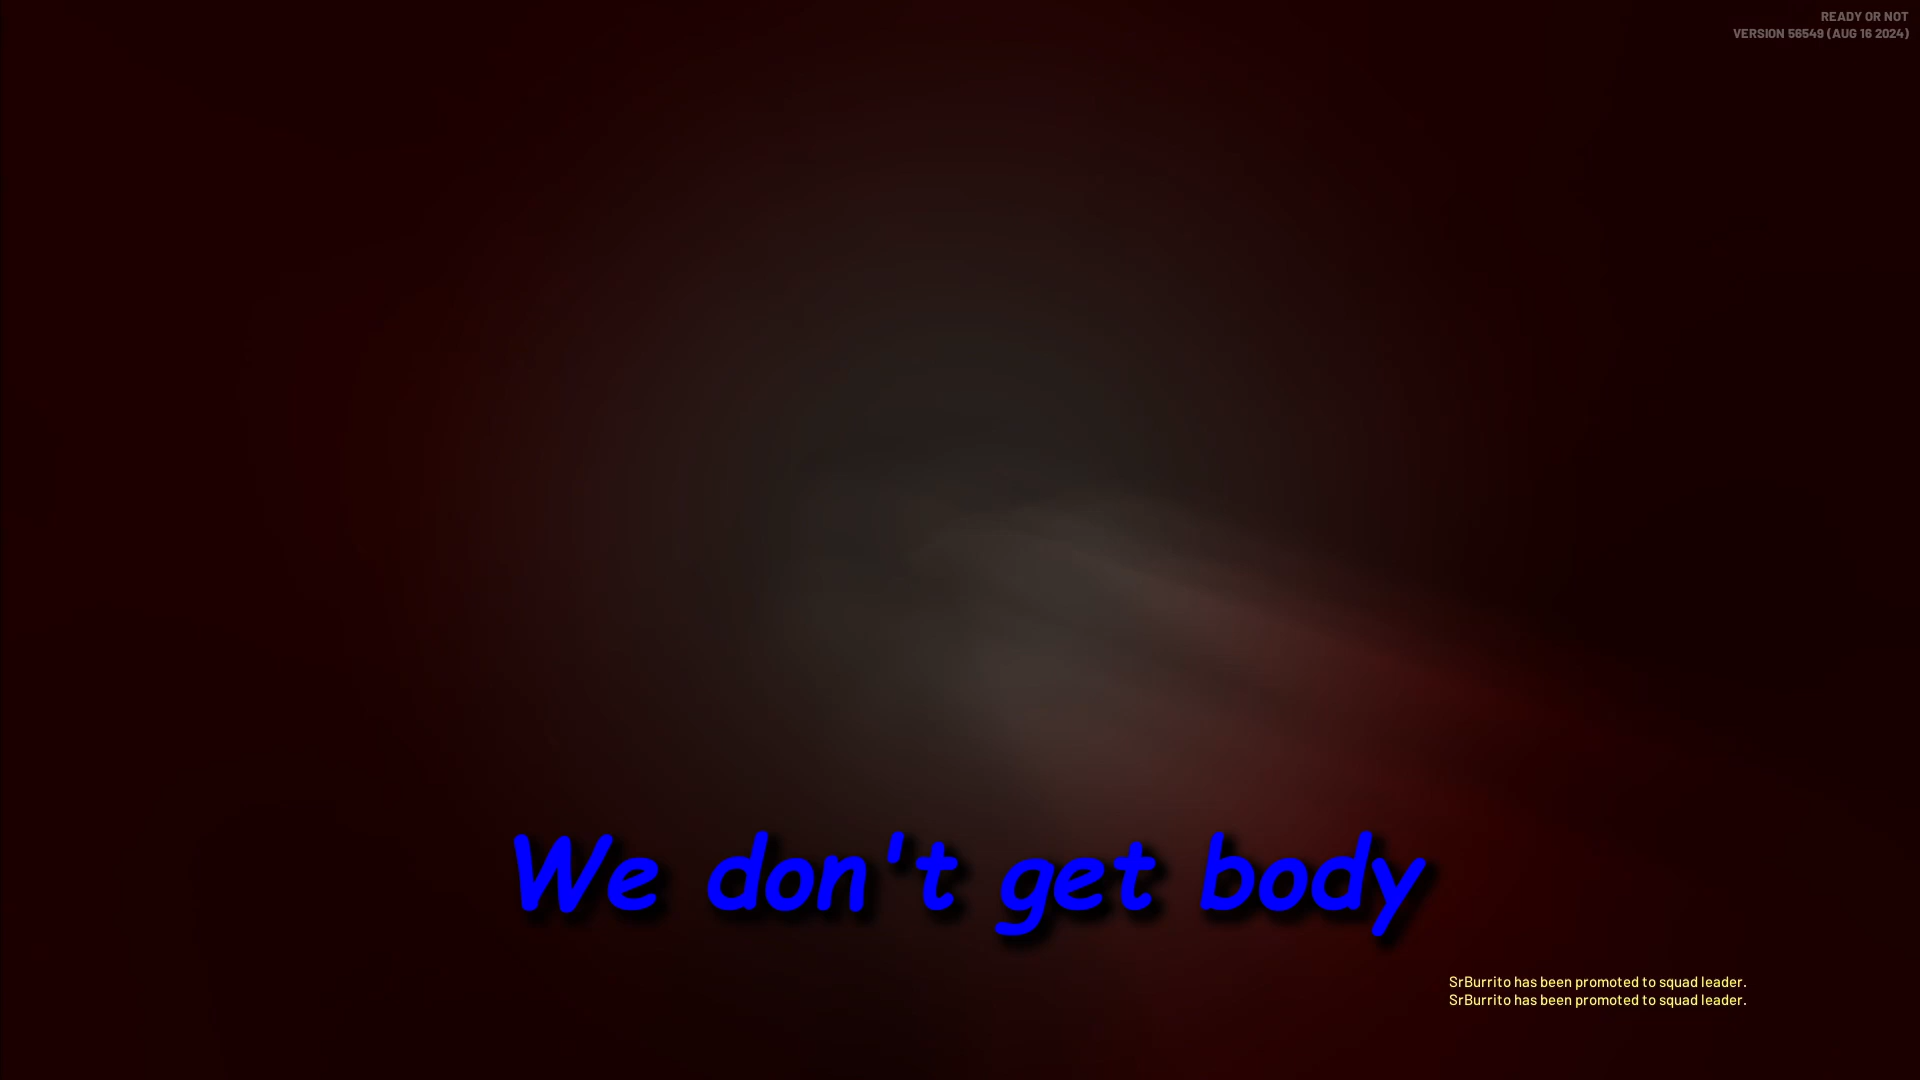 READY OR NOT
VERSION 56549 (AUG 16 2024)
We don't get body
SrBurrito has been promoted to squad leader.
SrBurrito has been promoted to squad leader.